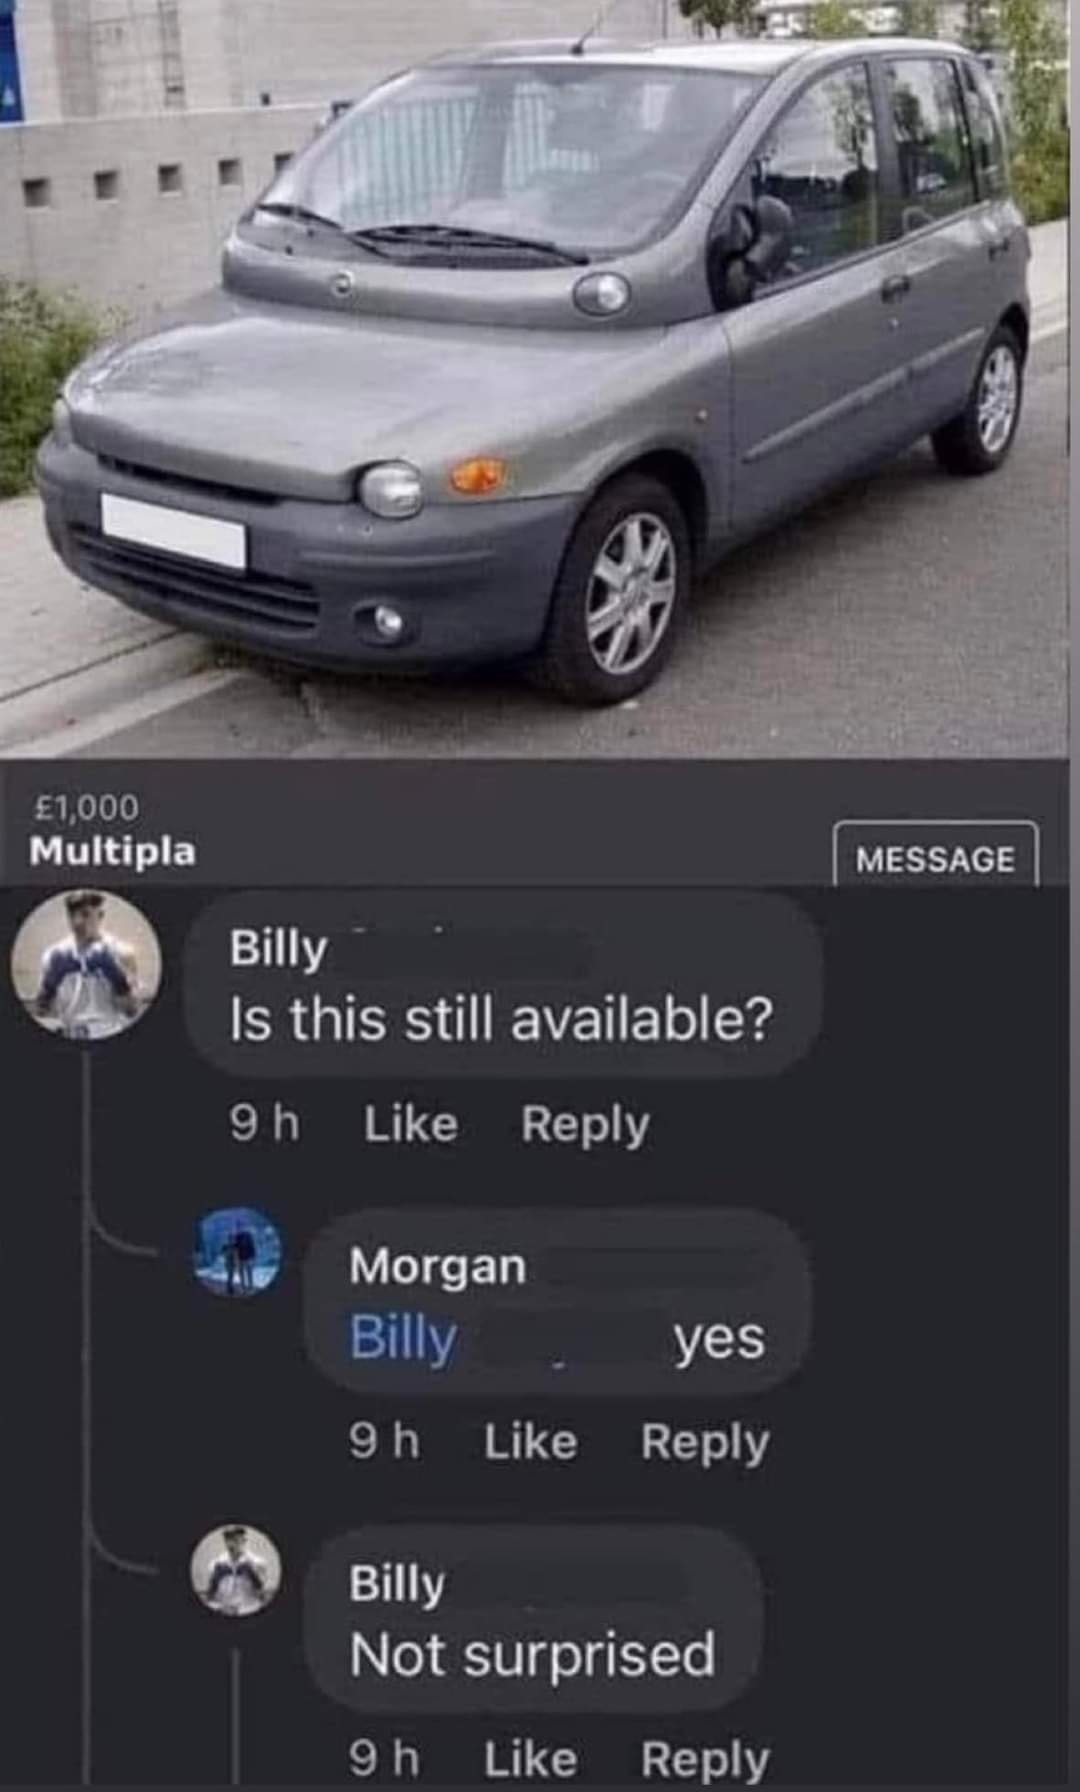 £1,000
Multipla
MESSAGE
Billy
Is this still available?
9 h Like Reply
Morgan
Billy yes
9 h Like Reply
Billy
Not surprised
9 h Like Reply